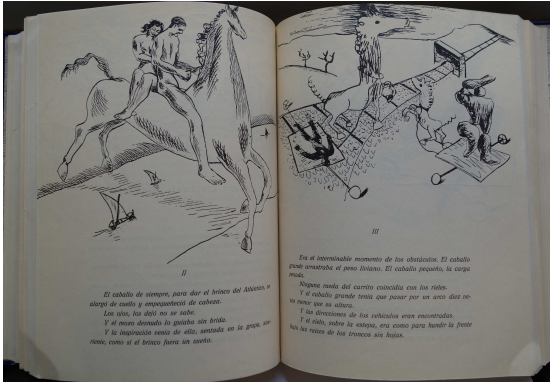 II
El caballo de siempre, para dar el brinco del Atlántico, se
alargó de cuello y empequeñeció de cabeza.
Los ojos, los dejó no se sabe.
Y el mozo desnudo lo guiaba sin brida.
Y la inspiración venía de ella, sentada en la grupa, son-
riente, como si el brinco fuera un sueño.
III
Era el interminable momento de los obstáculos. El caballo
grande arrastraba el peso liviano. El caballo pequeño, la carga
cruda.
Ninguna rueda del carrito coincidía con los rieles.
Y el caballo grande tenía que pasar por un arco diez ve-
ces menor que su altura.
Y las direcciones de los vehículos eran encontradas.
Y el cielo, sobre la estepa, era como para hundir la frente
bajo las raíces de los troncos sin hojas.